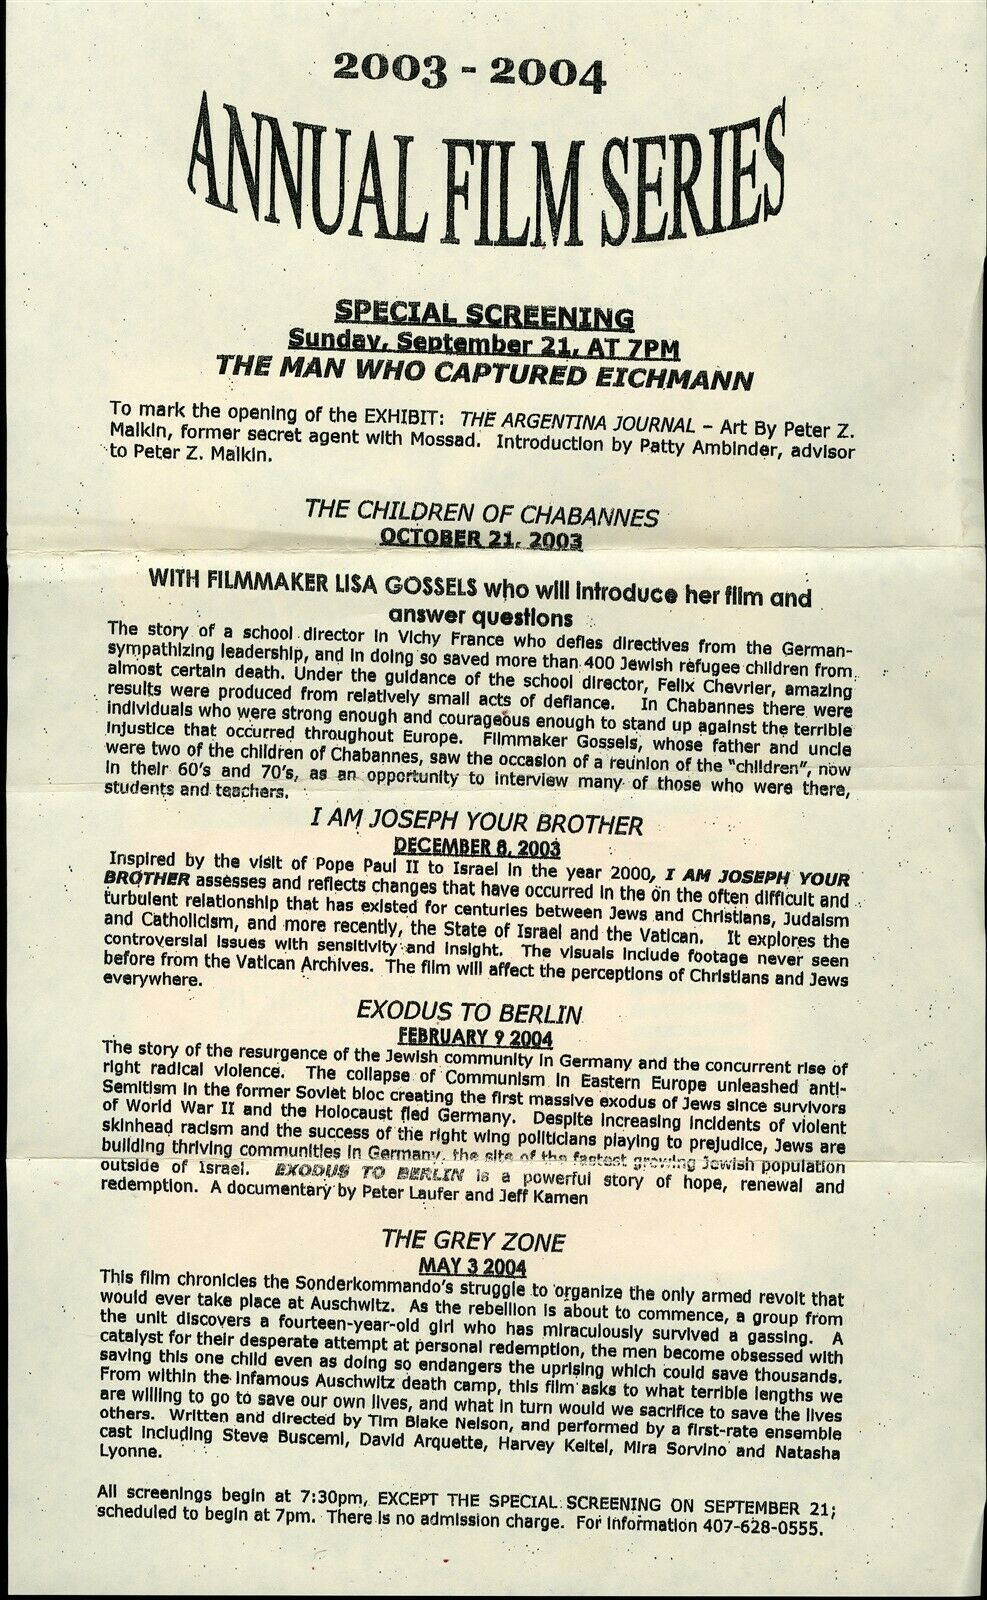 2003 - 2004
ANNUAL FILM SERIES
SPECIAL SCREENING
Sunday, September 21, AT 7PM
THE MAN WHO CAPTURED EICHMANN
To mark the opening of the EXHIBIT: THE ARGENTINA JOURNAL – Art By Peter Z.
Malkin, former secret agent with Mossad. Introduction by Patty Ambinder, advisor
to Peter Z. Malkin.
THE CHILDREN OF CHABANNES
OCTOBER 21, 2003
WITH FILMMAKER LISA GOSSELS who will introduce her film and
answer questions
The story of a school director in Vichy France who defies directives from the German-
sympathizing leadership, and in doing so saved more than 400 Jewish refugee children from
almost certain death. Under the guidance of the school director, Felix Chevrier, amazing
results were produced from relatively small acts of defiance. In Chabannes there were
individuals who were strong enough and courageous enough to stand up against the terrible
injustice that occurred throughout Europe. Filmmaker Gossels, whose father and uncle
were two of the children of Chabannes, saw the occasion of a reunion of the "children", now
in their 60's and 70's, as an opportunity to interview many of those who were there,
students and teachers.
I AM JOSEPH YOUR BROTHER
DECEMBER 8, 2003
Inspired by the visit of Pope Paul II to Israel in the year 2000, I AM JOSEPH YOUR
BROTHER assesses and reflects changes that have occurred in the on the often difficult and
turbulent relationship that has existed for centuries between Jews and Christians, Judaism
and Catholicism, and more recently, the State of Israel and the Vatican. It explores the
controversial issues with sensitivity and insight. The visuals include footage never seen
before from the Vatican Archives. The film will affect the perceptions of Christians and Jews
everywhere.
EXODUS TO BERLIN
FEBRUARY 9 2004
The story of the resurgence of the Jewish community in Germany and the concurrent rise of
right radical violence. The collapse of Communism in Eastern Europe unleashed anti-
Semitism in the former Soviet bloc creating the first massive exodus of Jews since survivors
of World War II and the Holocaust fled Germany. Despite increasing incidents of violent
skinhead racism and the success of the right wing politicians playing to prejudice, Jews are
building thriving communities in Germany, the site of the fastest growing Jewish population
outside of Israel. EXODUS TO BERLIN is a powerful story of hope, renewal and
redemption. A documentary by Peter Laufer and Jeff Kamen
THE GREY ZONE
MAY 3 2004
This film chronicles the Sonderkommando's struggle to organize the only armed revolt that
would ever take place at Auschwitz. As the rebellion is about to commence, a group from
the unit discovers a fourteen-year-old girl who has miraculously survived a gassing. A
catalyst for their desperate attempt at personal redemption, the men become obsessed with
saving this one child even as doing so endangers the uprising which could save thousands.
From within the infamous Auschwitz death camp, this film asks to what terrible lengths we
are willing to go to save our own lives, and what in turn would we sacrifice to save the lives
others. Written and directed by Tim Blake Nelson, and performed by a first-rate ensemble
cast including Steve Buscemi, David Arquette, Harvey Keitel, Mira Sorvino and Natasha
Lyonne.
All screenings begin at 7:30pm, EXCEPT THE SPECIAL SCREENING ON SEPTEMBER 21;
scheduled to begin at 7pm. There is no admission charge. For information 407-628-0555.